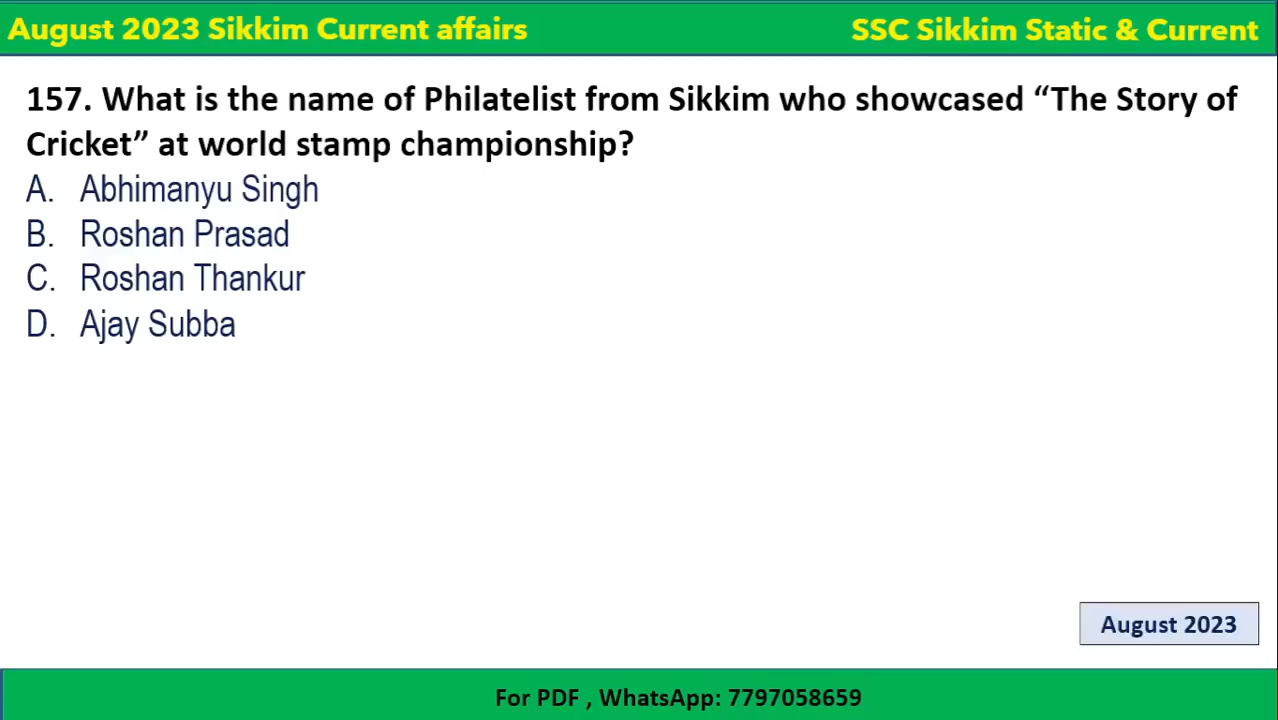 August 2023 Sikkim Current affairs
SSC Sikkim Static & Current
157. What is the name of Philatelist from Sikkim who showcased “The Story of
Cricket” at world stamp championship?
A. Abhimanyu Singh
B. Roshan Prasad
C. Roshan Thankur
D. Ajay Subba
August 2023
For PDF , WhatsApp: 7797058659